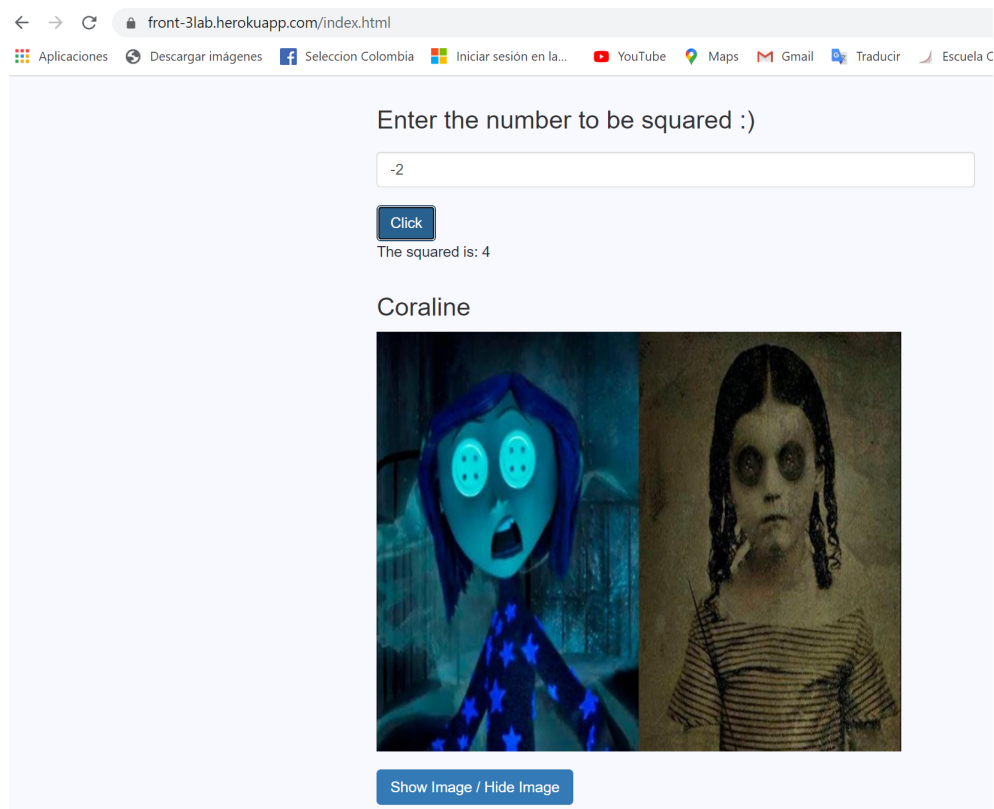 front-3lab.herokuapp.com/index.html
Aplicaciones Descargar imágenes Seleccion Colombia Iniciar sesión en la... YouTube Maps Gmail Traducir Escuela C
Enter the number to be squared :)
-2
Click
The squared is: 4
Coraline
Show Image / Hide Image